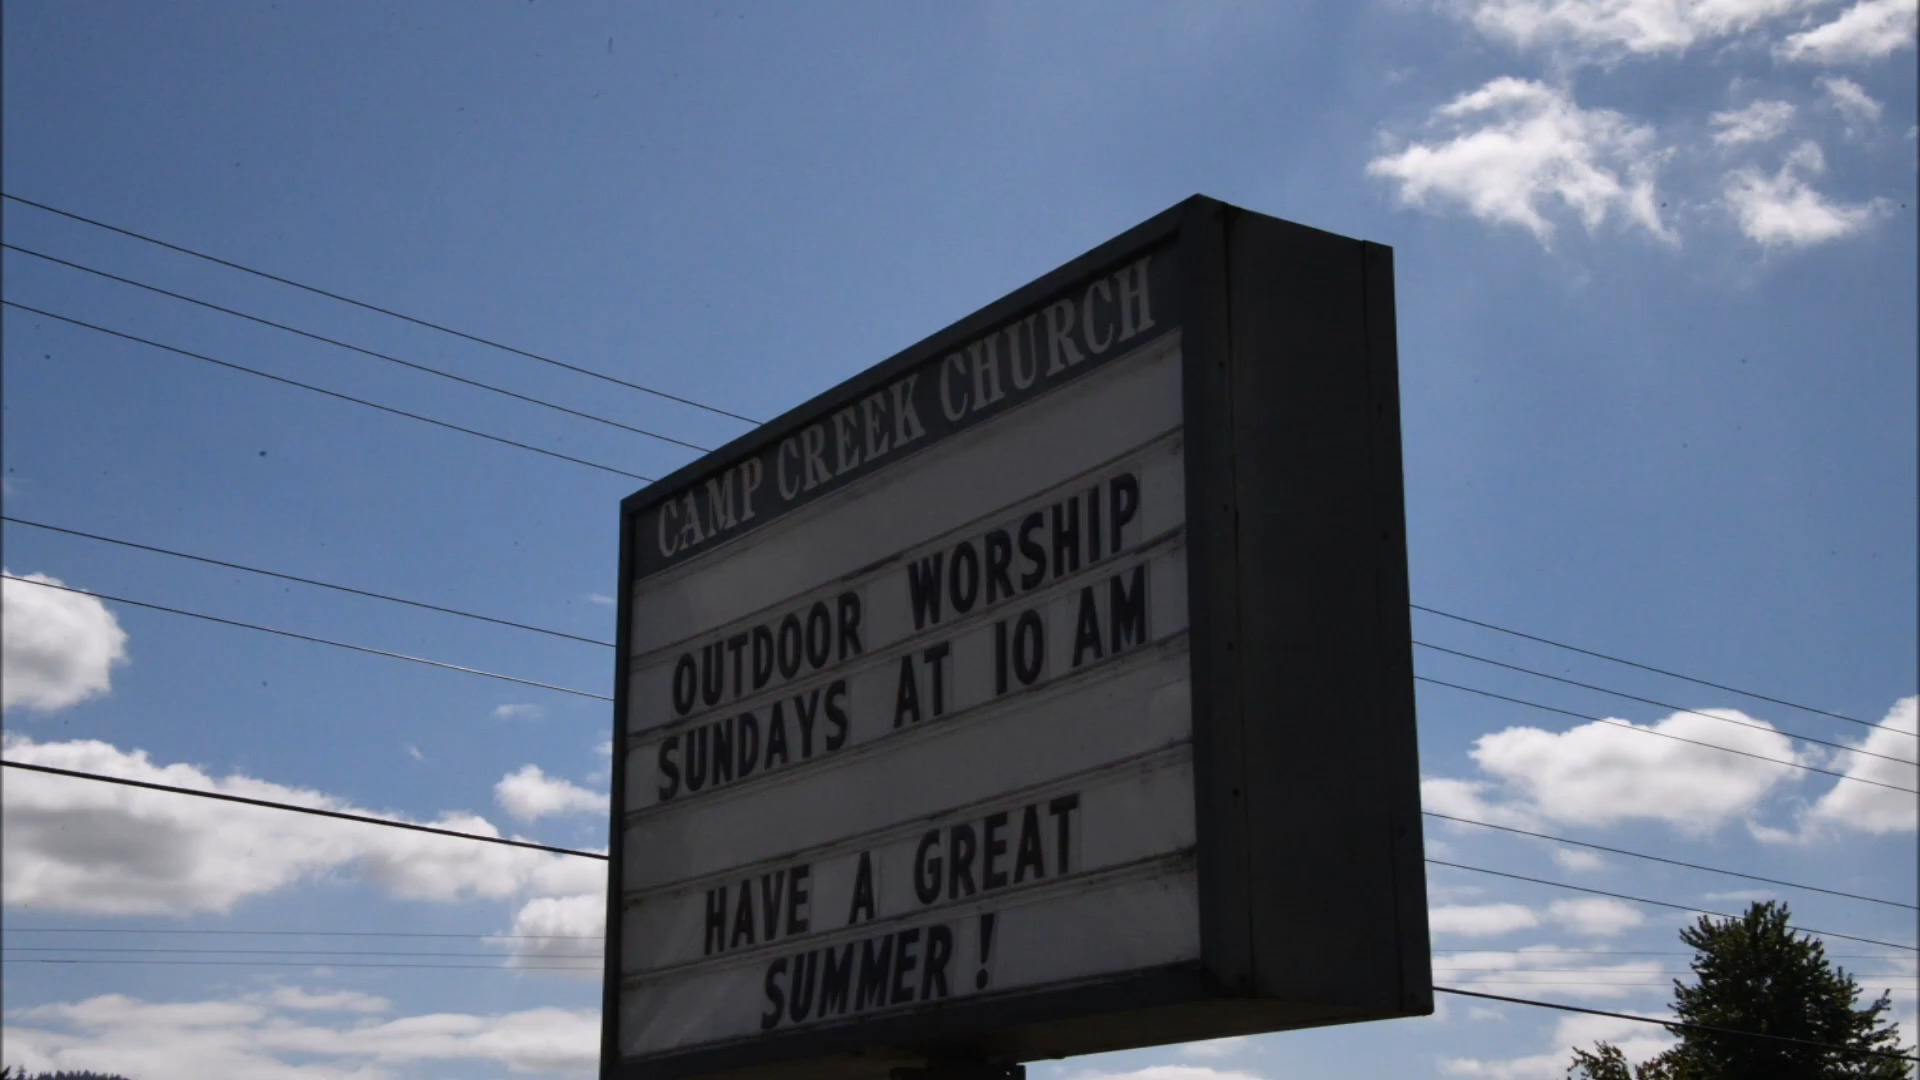 CAMP CREEK CHURCH
OUTDOOR WORSHIP
SUNDAYS AT 10 AM
HAVE A GREAT
SUMMER!